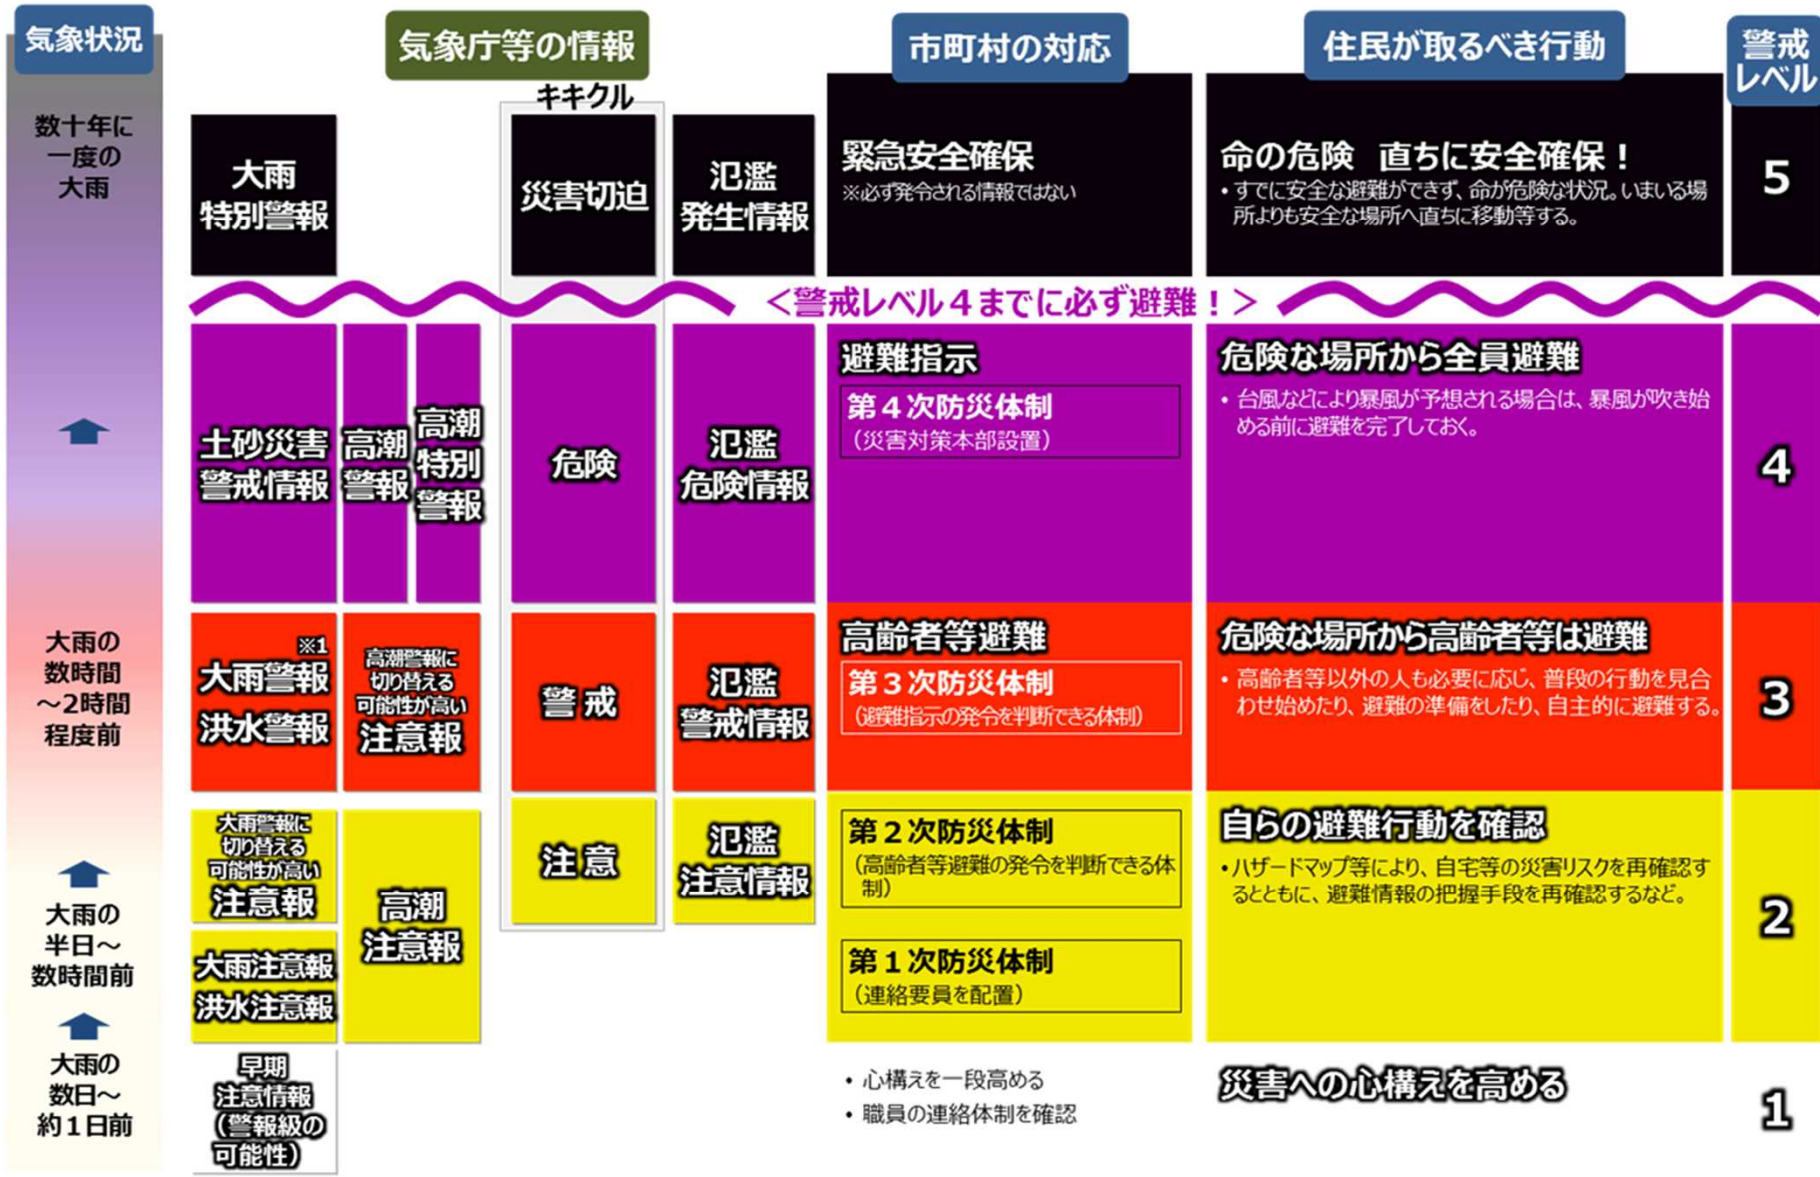 気象状況
気象庁等の情報
市町村の対応
住民が取るべき行動
警戒
レベル
数十年に
一度の
大雨
大雨
特別警報
キキクル
災害切迫
氾濫
発生情報
緊急安全確保
※必ず発令される情報ではない
命の危険 直ちに安全確保！
・すでに安全な避難ができず、命が危険な状況。いまいる場
所よりも安全な場所へ直ちに移動等する。
5
＜警戒レベル４までに必ず避難！＞
土砂災害
警戒情報
高潮
警報
高潮
特別
警報
危険
氾濫
危険情報
避難指示
第４次防災体制
（災害対策本部設置）
危険な場所から全員避難
・台風などにより暴風が予想される場合は、暴風が吹き始
める前に避難を完了しておく。
4
大雨の
数時間
～2時間
程度前
※1
大雨警報
洪水警報
高潮警報に
切り替える
可能性が高い
注意報
警戒
氾濫
警戒情報
高齢者等避難
第３次防災体制
（避難指示の発令を判断できる体制）
危険な場所から高齢者等は避難
・高齢者等以外の人も必要に応じ、普段の行動を見合
わせ始めたり、避難の準備をしたり、自主的に避難する。
3
大雨の
半日～
数時間前
大雨警報に
切り替える
可能性が高い
注意報
大雨注意報
洪水注意報
高潮
注意報
注意
氾濫
注意情報
第２次防災体制
（高齢者等避難の発令を判断できる体
制）
第１次防災体制
（連絡要員を配置）
自らの避難行動を確認
・ハザードマップ等により、自宅等の災害リスクを再確認す
るとともに、避難情報の把握手段を再確認するなど。
2
大雨の
数日～
約１日前
早期
注意情報
（警報級の
可能性）
・心構えを一段高める
・職員の連絡体制を確認
災害への心構えを高める
1